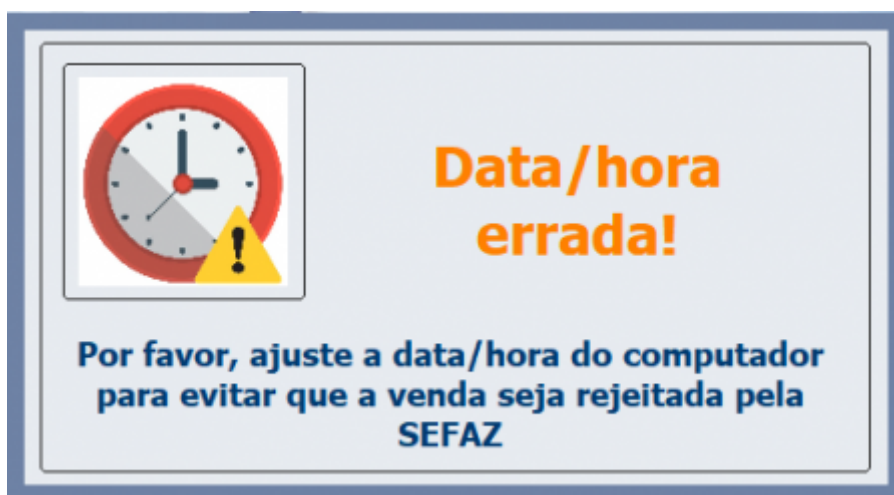 Data/hora
errada!
Por favor, ajuste a data/hora do computador
para evitar que a venda seja rejeitada pela
SEFAZ